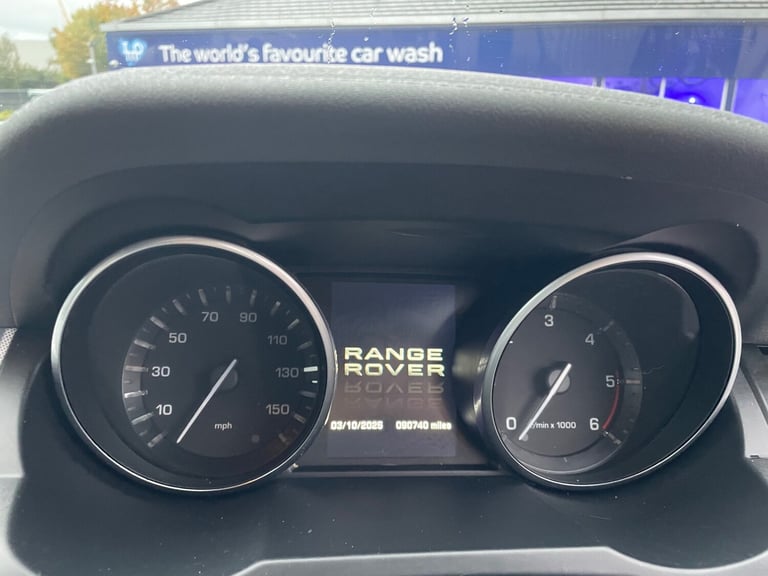 The world's favourite car wash
70 90
50 110
30 130
10 150
mph
RANGE
ROVER
03/10/2025 090740 miles
3
4
5
0 6
/min x 1000